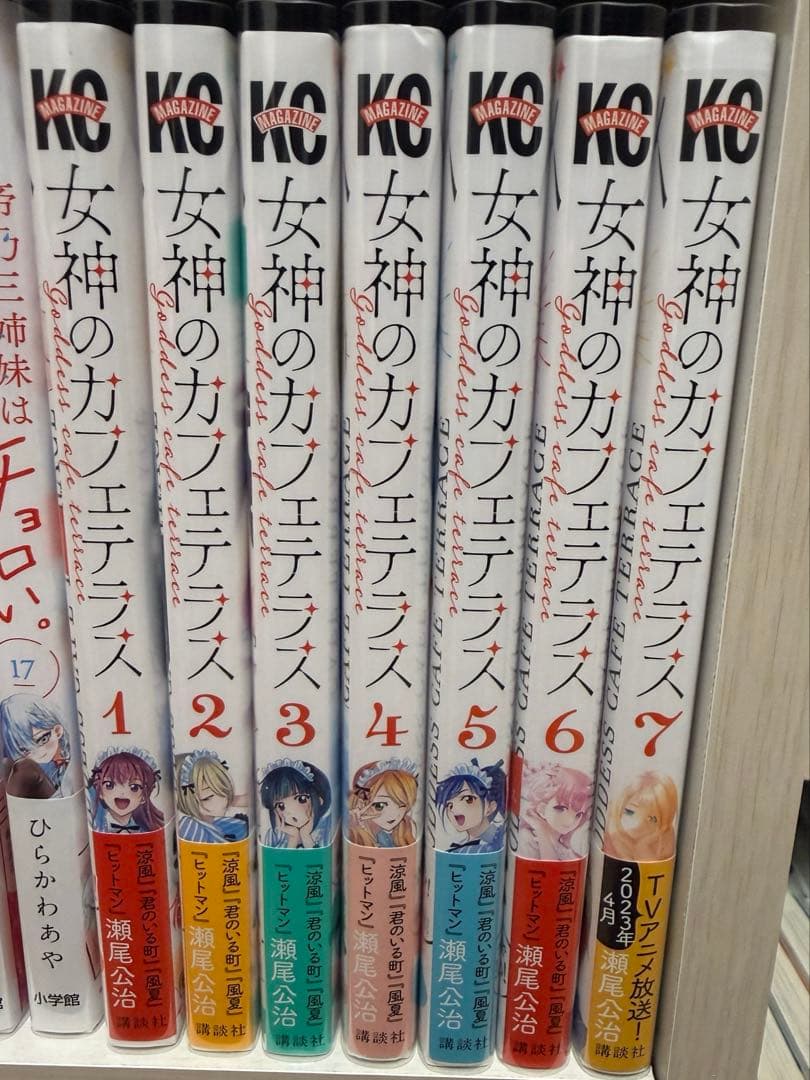 帝乃三姉妹は
チョロい。
17
ひらかわあや
小学館
KC
MAGAZINE
女神のカフェテラス
Goddess cafe terrace
1
『涼風』『君のいる町』『風夏』
『ヒットマン』
瀬尾公治
講談社
KC
MAGAZINE
女神のカフェテラス
Goddess cafe terrace
2
『涼風』『君のいる町』『風夏』
『ヒットマン』
瀬尾公治
講談社
KC
MAGAZINE
女神のカフェテラス
Goddess cafe terrace
3
『涼風』『君のいる町』『風夏』
『ヒットマン』
瀬尾公治
講談社
KC
MAGAZINE
女神のカフェテラス
Goddess cafe terrace
4
『涼風』『君のいる町』『風夏』
『ヒットマン』
瀬尾公治
講談社
CAFE TERRACE
KC
MAGAZINE
女神のカフェテラス
Goddess cafe terrace
5
『涼風』『君のいる町』『風夏』
『ヒットマン』
瀬尾公治
講談社
CAFE TERRACE
KC
MAGAZINE
女神のカフェテラス
Goddess cafe terrace
6
『涼風』『君のいる町』『風夏』
『ヒットマン』
瀬尾公治
講談社
CAFE TERRACE
KC
MAGAZINE
女神のカフェテラス
Goddess cafe terrace
7
TVアニメ放送!
2023年
4月
瀬尾公治
講談社
CAFE TERRACE